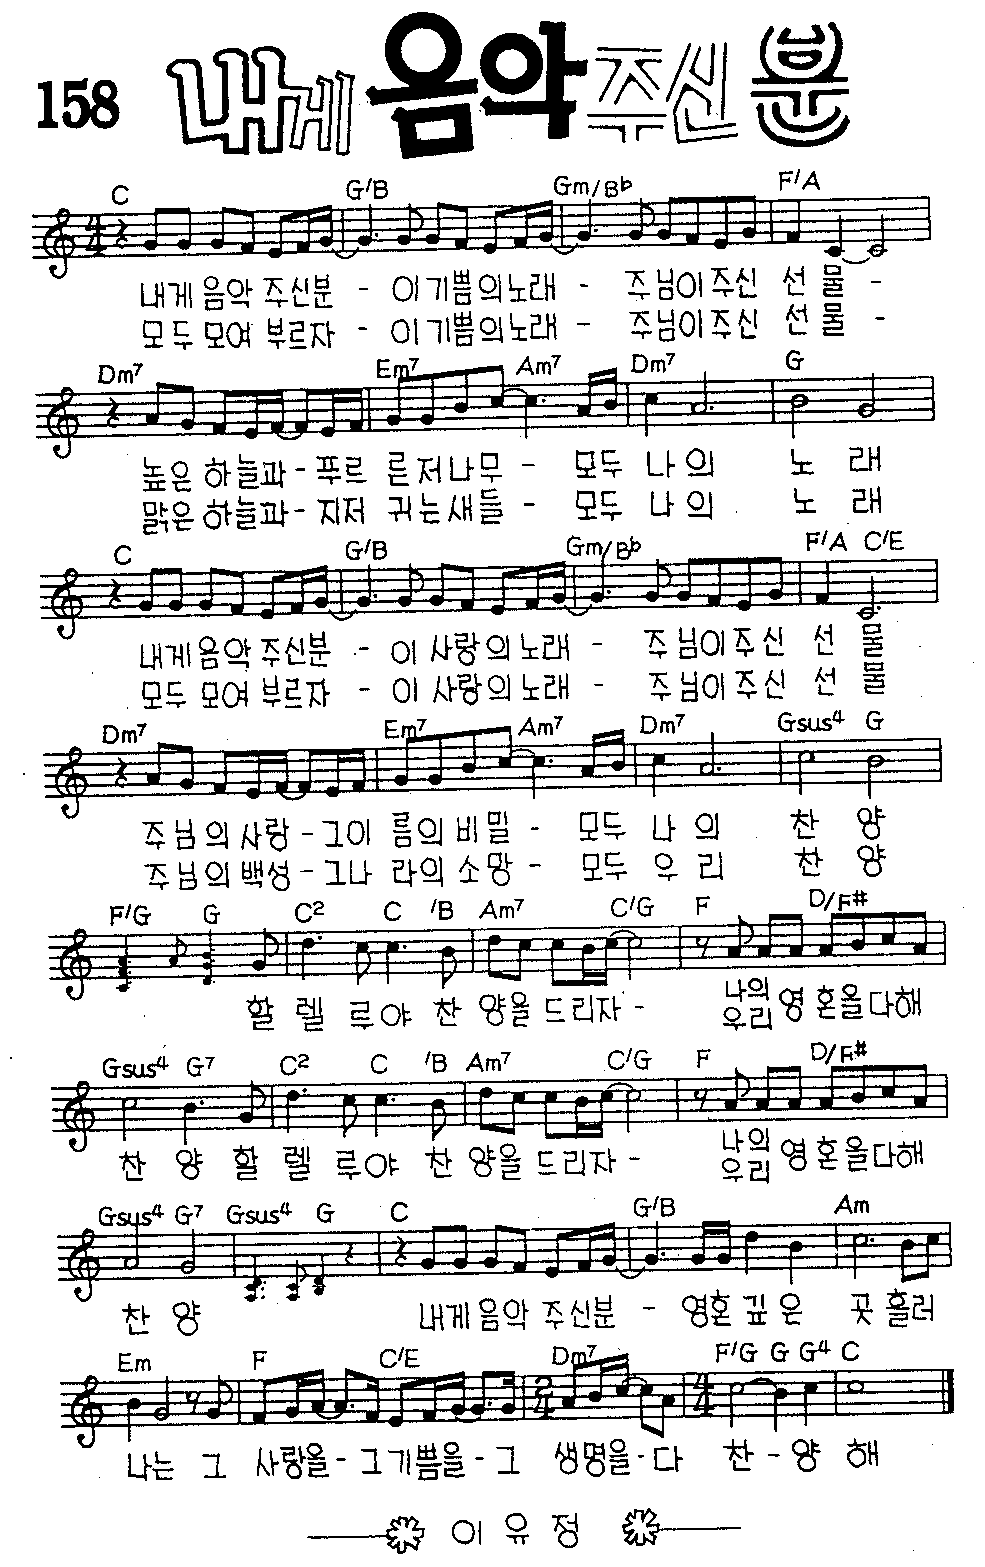 158 내게 음악 주신 분
C G/B Gm/B♭ F/A
내게 음악 주신분 - 이 기쁨의 노래 - 주님이 주신 선 물 -
모두 모여 부르자 - 이 기쁨의 노래 - 주님이 주신 선 물 -
Dm7 Em7 Am7 Dm7 G
높은 하늘과 - 푸르 른 저 나무 - 모두 나 의 노 래
맑은 하늘과 - 지저 귀는 새들 - 모두 나 의 노 래
C G/B Gm/B♭ F/A C/E
내게 음악 주신분 - 이 사랑의 노래 - 주님이 주신 선 물
모두 모여 부르자 - 이 사랑의 노래 - 주님이 주신 선 물
Dm7 Em7 Am7 Dm7 Gsus4 G
주님의 사랑 - 그 이 름의 비밀 - 모두 나 의 찬 양
주님의 백성 - 그 나 라의 소망 - 모두 우 리 찬 양
F/G G C2 C /B Am7 C/G F D/F#
할 렐 루야 찬 양을 드리자 - 나의 영 혼을 다해
우리
Gsus4 G7 C2 C /B Am7 C/G F D/F#
찬 양 할 렐 루야 찬 양을 드리자 - 나의 영 혼을 다해
우리
Gsus4 G7 Gsus4 G C G/B Am
찬 양 내게 음악 주신분 - 영혼 깊 은 곳 흘러
Em F C/E Dm7 F/G G G4 C
나는 그 사랑을 - 그 기쁨을 - 그 생명을 - 다 찬 - 양 해
이 유 정